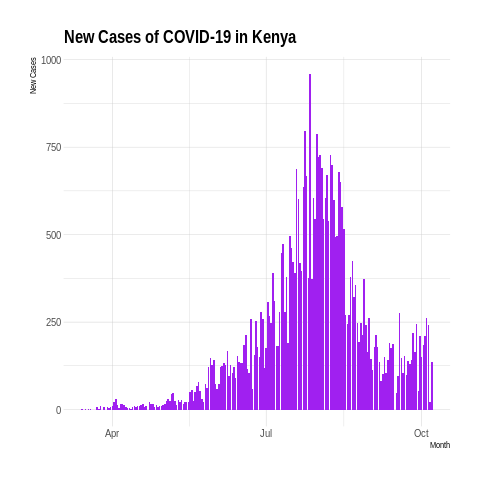 New Cases of COVID-19 in Kenya
New Cases
1000
750
500
250
0
Apr
Jul
Oct
Month